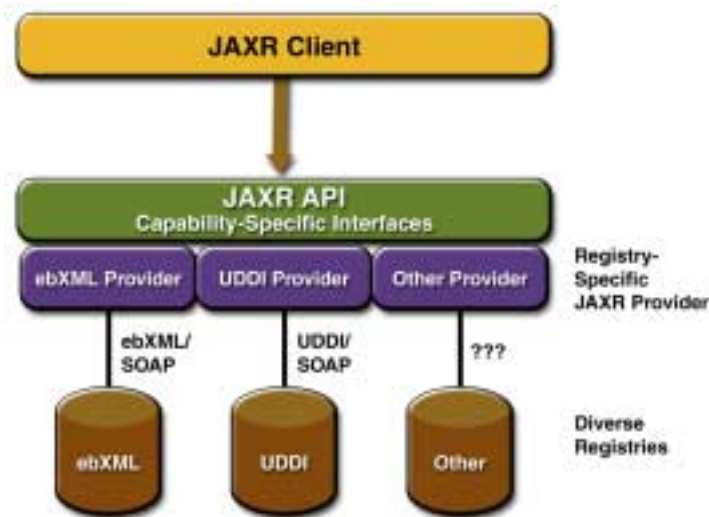 JAXR Client
JAXR API
Capability-Specific Interfaces
ebXML Provider
UDDI Provider
Other Provider
Registry-
Specific
JAXR Provider
ebXML/
SOAP
UDDI/
SOAP
???
ebXML
UDDI
Other
Diverse
Registries